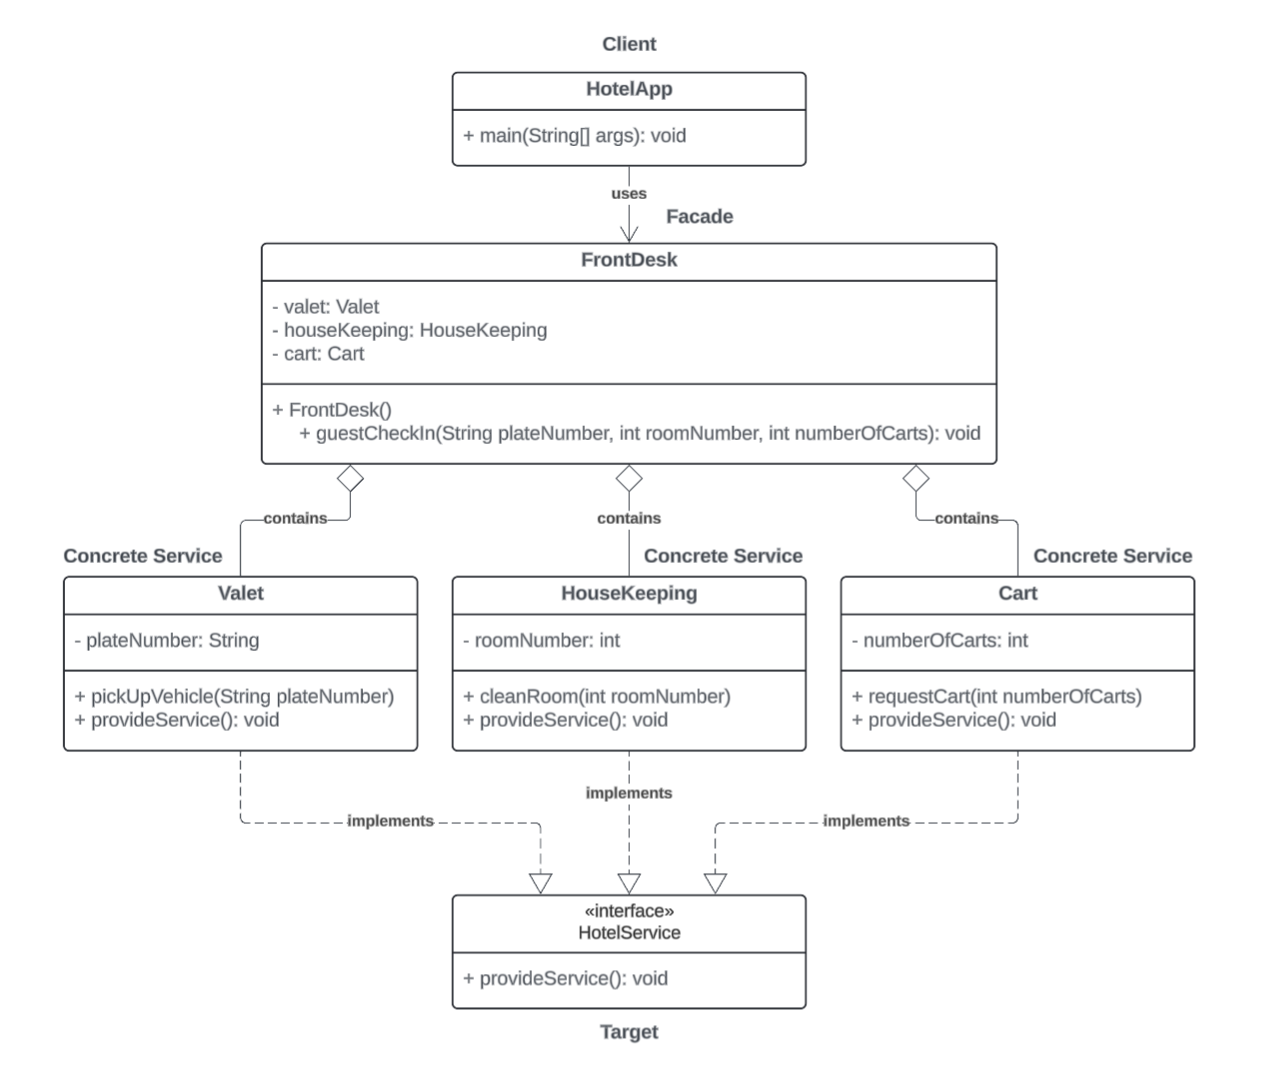 Client
HotelApp
+ main(String[] args): void
uses
Facade
FrontDesk
- valet: Valet
- houseKeeping: HouseKeeping
- cart: Cart
+ FrontDesk()
+ guestCheckIn(String plateNumber, int roomNumber, int numberOfCarts): void
contains
contains
contains
Concrete Service
Concrete Service
Concrete Service
Valet
- plateNumber: String
+ pickUpVehicle(String plateNumber)
+ provideService(): void
HouseKeeping
- roomNumber: int
+ cleanRoom(int roomNumber)
+ provideService(): void
Cart
- numberOfCarts: int
+ requestCart(int numberOfCarts)
+ provideService(): void
implements
implements
implements
«interface»
HotelService
+ provideService(): void
Target